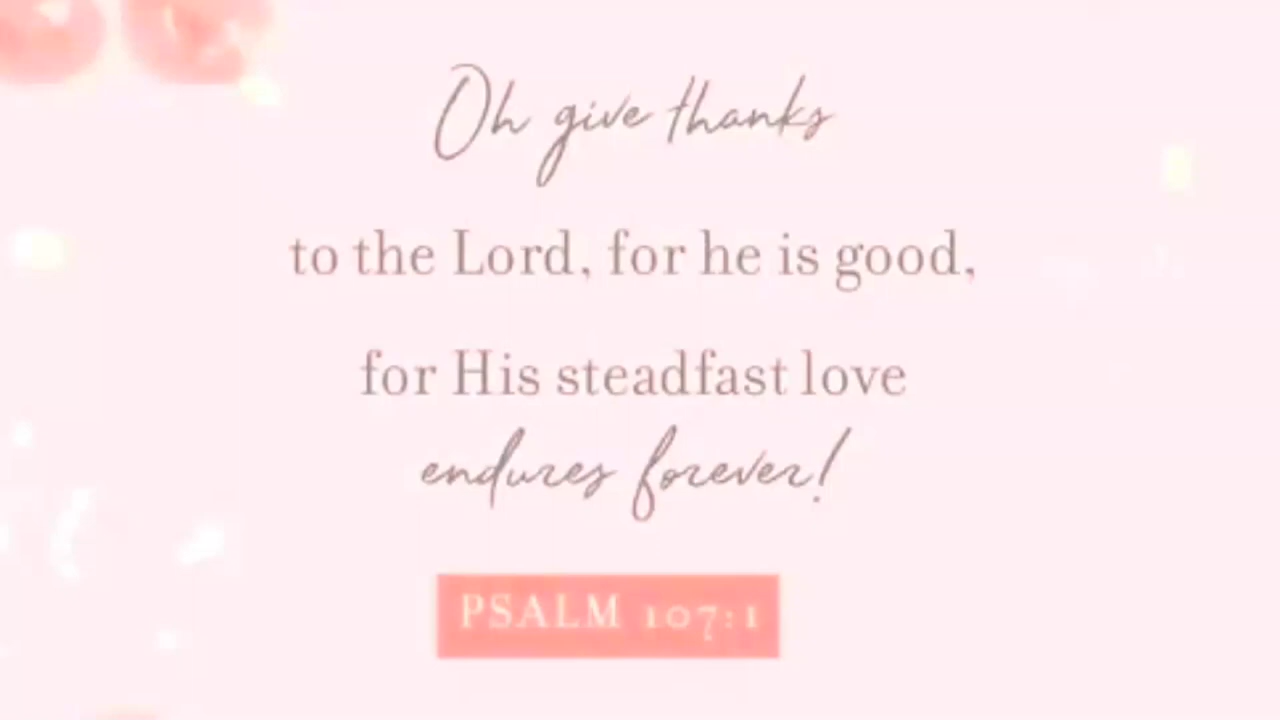 Oh give thanks
to the Lord, for he is good,
for His steadfast love
endures forever!
PSALM 107:1